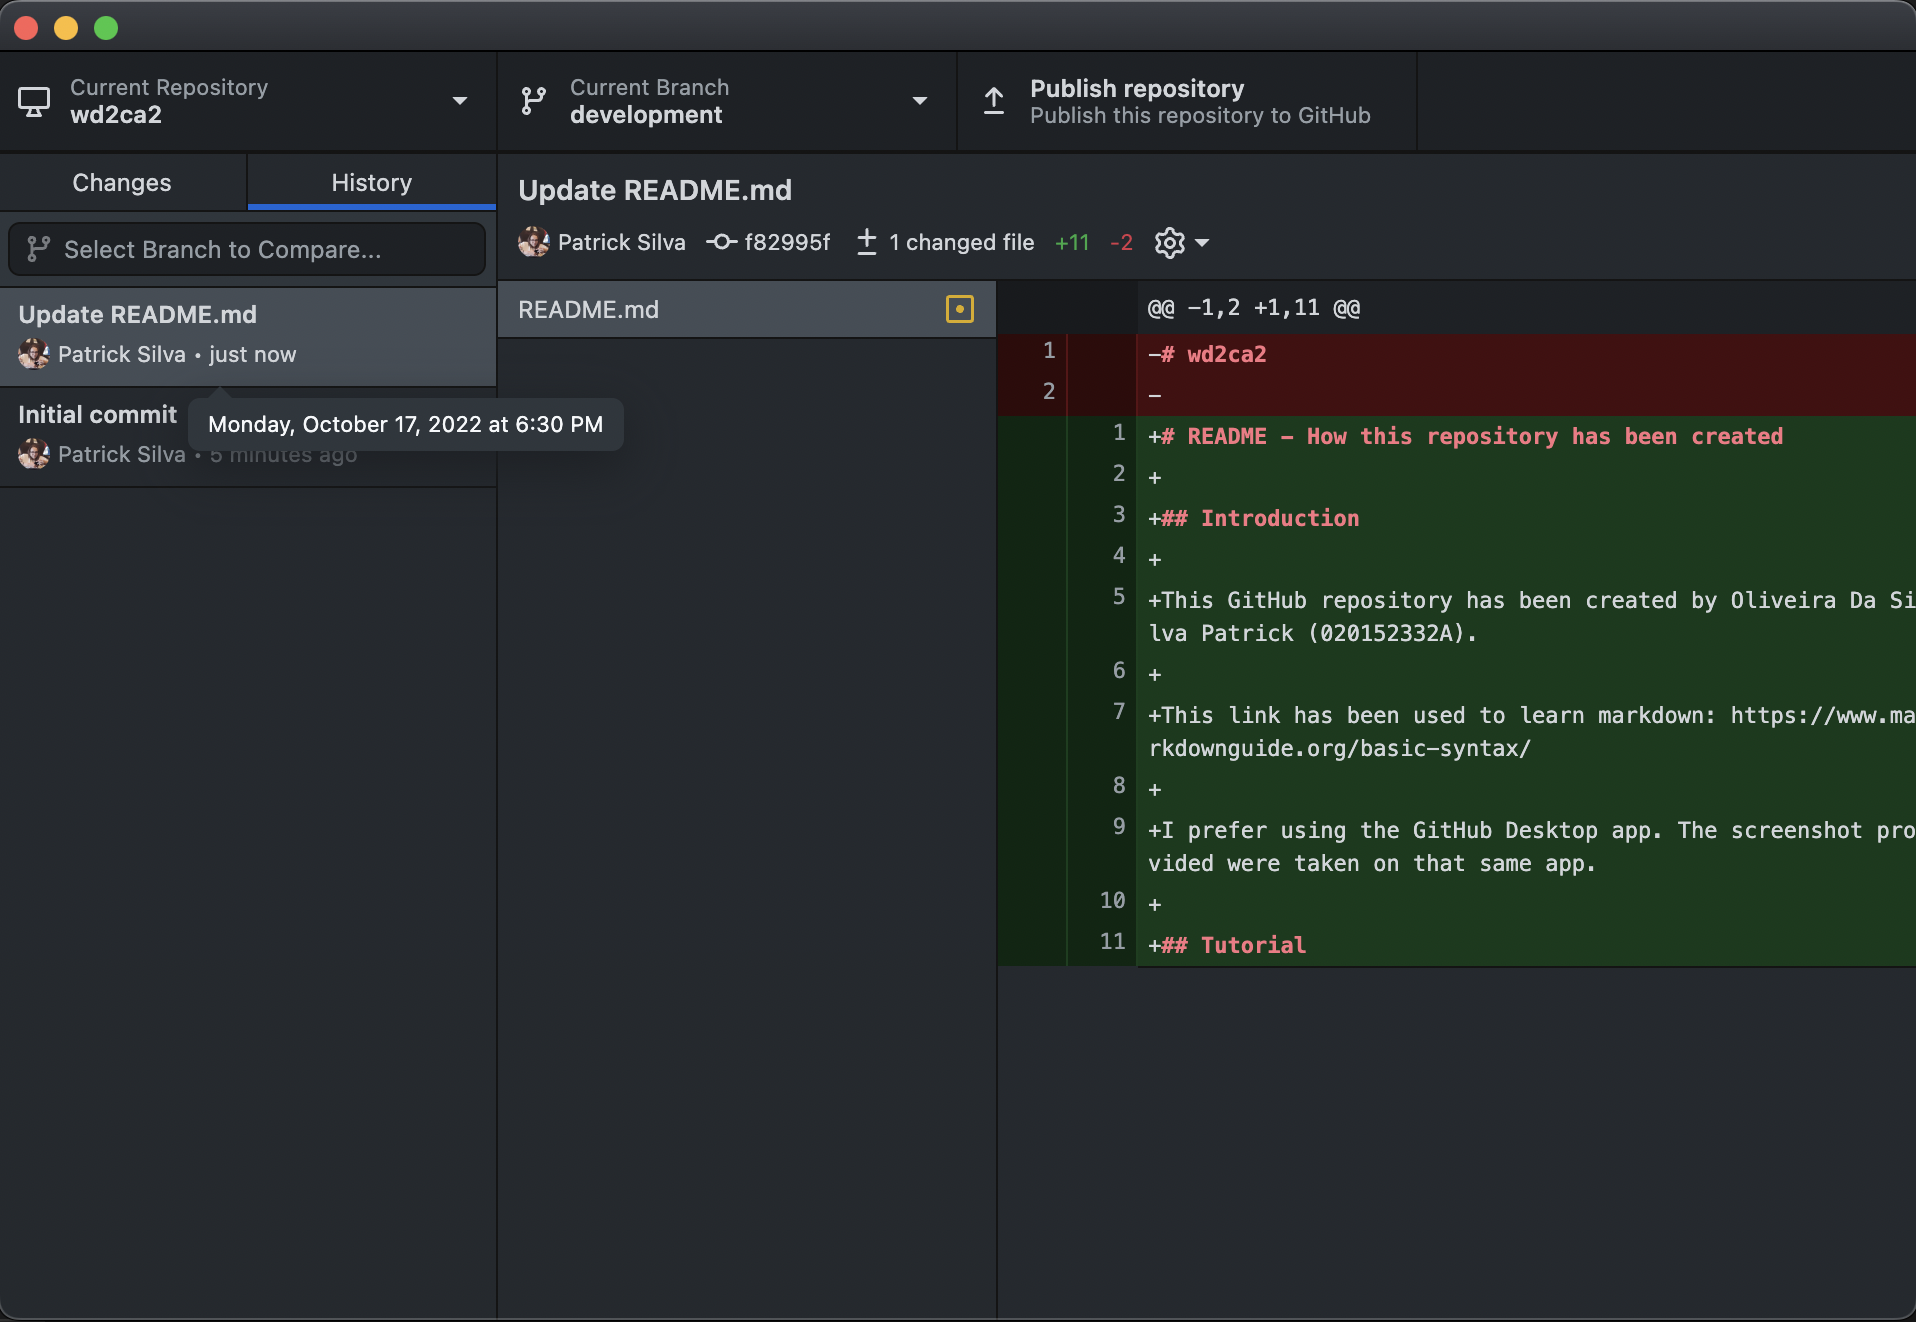 Current Repository
wd2ca2
Current Branch
development
Publish repository
Publish this repository to GitHub
Changes
History
Select Branch to Compare...
Update README.md
Patrick Silva • just now
Monday, October 17, 2022 at 6:30 PM
Initial commit
Patrick Silva • 5 minutes ago
Update README.md
Patrick Silva f82995f 1 changed file +11 -2
README.md
@@ -1,2 +1,11 @@
1 -# wd2ca2
2 -
1 +# README - How this repository has been created
2 +
3 +## Introduction
4 +
5 +This GitHub repository has been created by Oliveira Da Si
lva Patrick (020152332A).
6 +
7 +This link has been used to learn markdown: https://www.ma
rkdownguide.org/basic-syntax/
8 +
9 +I prefer using the GitHub Desktop app. The screenshot pro
vided were taken on that same app.
10 +
11 +## Tutorial